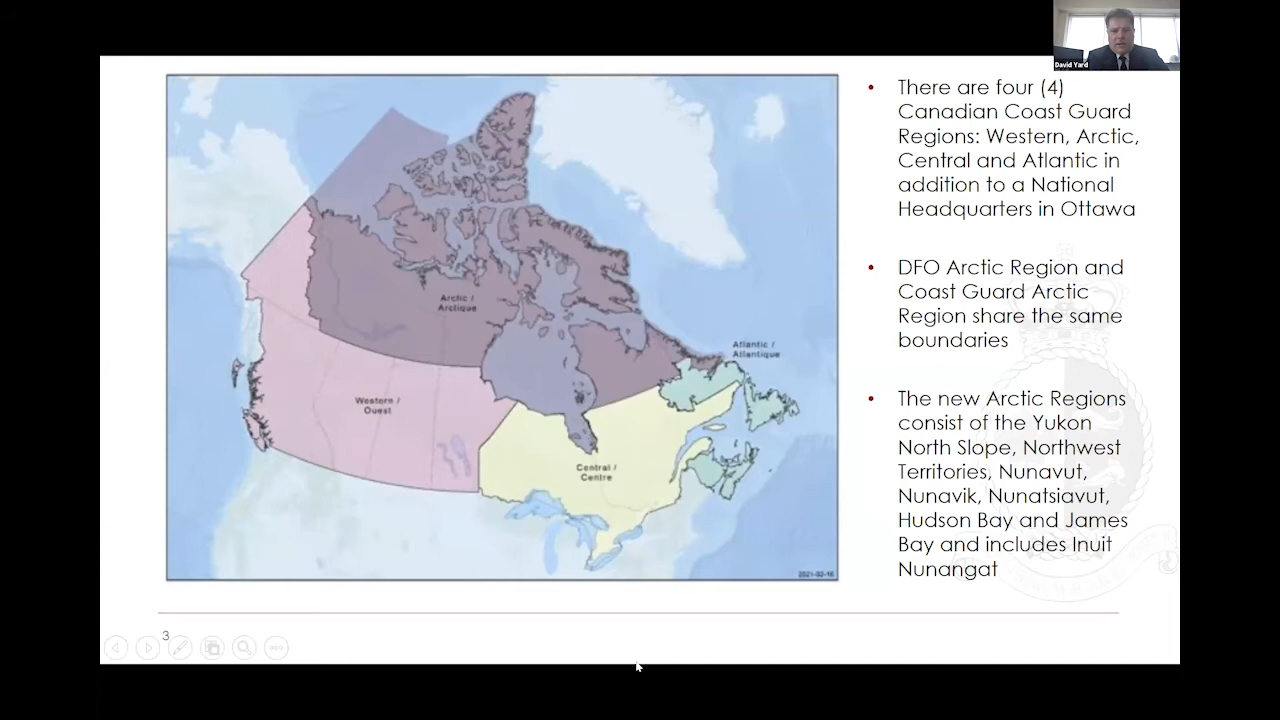 David Yard
There are four (4)
Canadian Coast Guard
Regions: Western, Arctic,
Central and Atlantic in
addition to a National
Headquarters in Ottawa
DFO Arctic Region and
Coast Guard Arctic
Region share the same
boundaries
The new Arctic Regions
consist of the Yukon
North Slope, Northwest
Territories, Nunavut,
Nunavik, Nunatsiavut,
Hudson Bay and James
Bay and includes Inuit
Nunangat
Arctic /
Arctique
Atlantic /
Atlantique
Western /
Ouest
Central /
Centre
2021-02-16
3